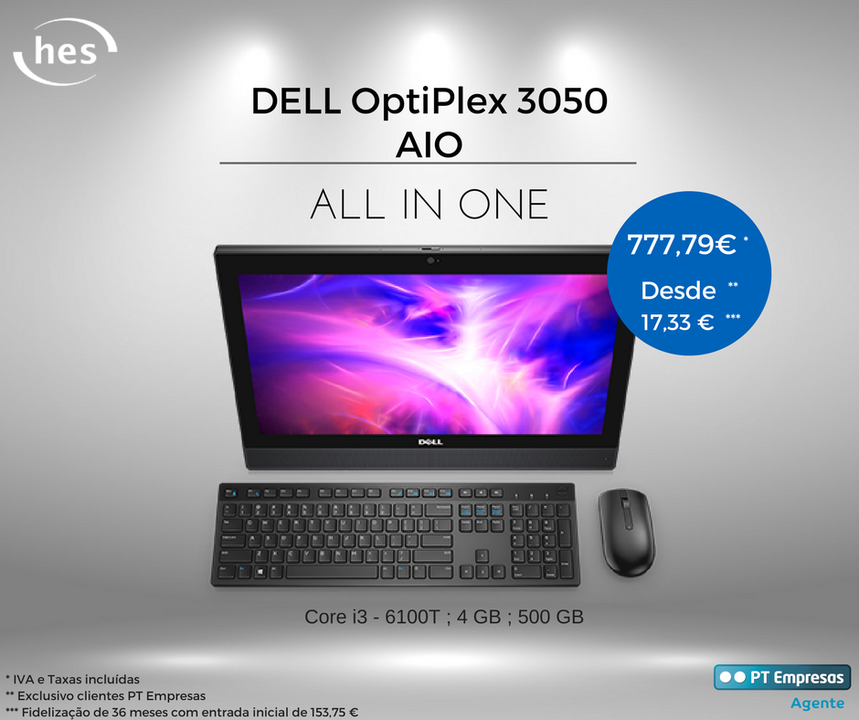 hes
DELL OptiPlex 3050
AIO
ALL IN ONE
777,79€ *
Desde **
17,33 € ***
DELL
Core i3 - 6100T ; 4 GB ; 500 GB
* IVA e Taxas incluídas
** Exclusivo clientes PT Empresas
*** Fidelização de 36 meses com entrada inicial de 153,75 €
PT Empresas
Agente